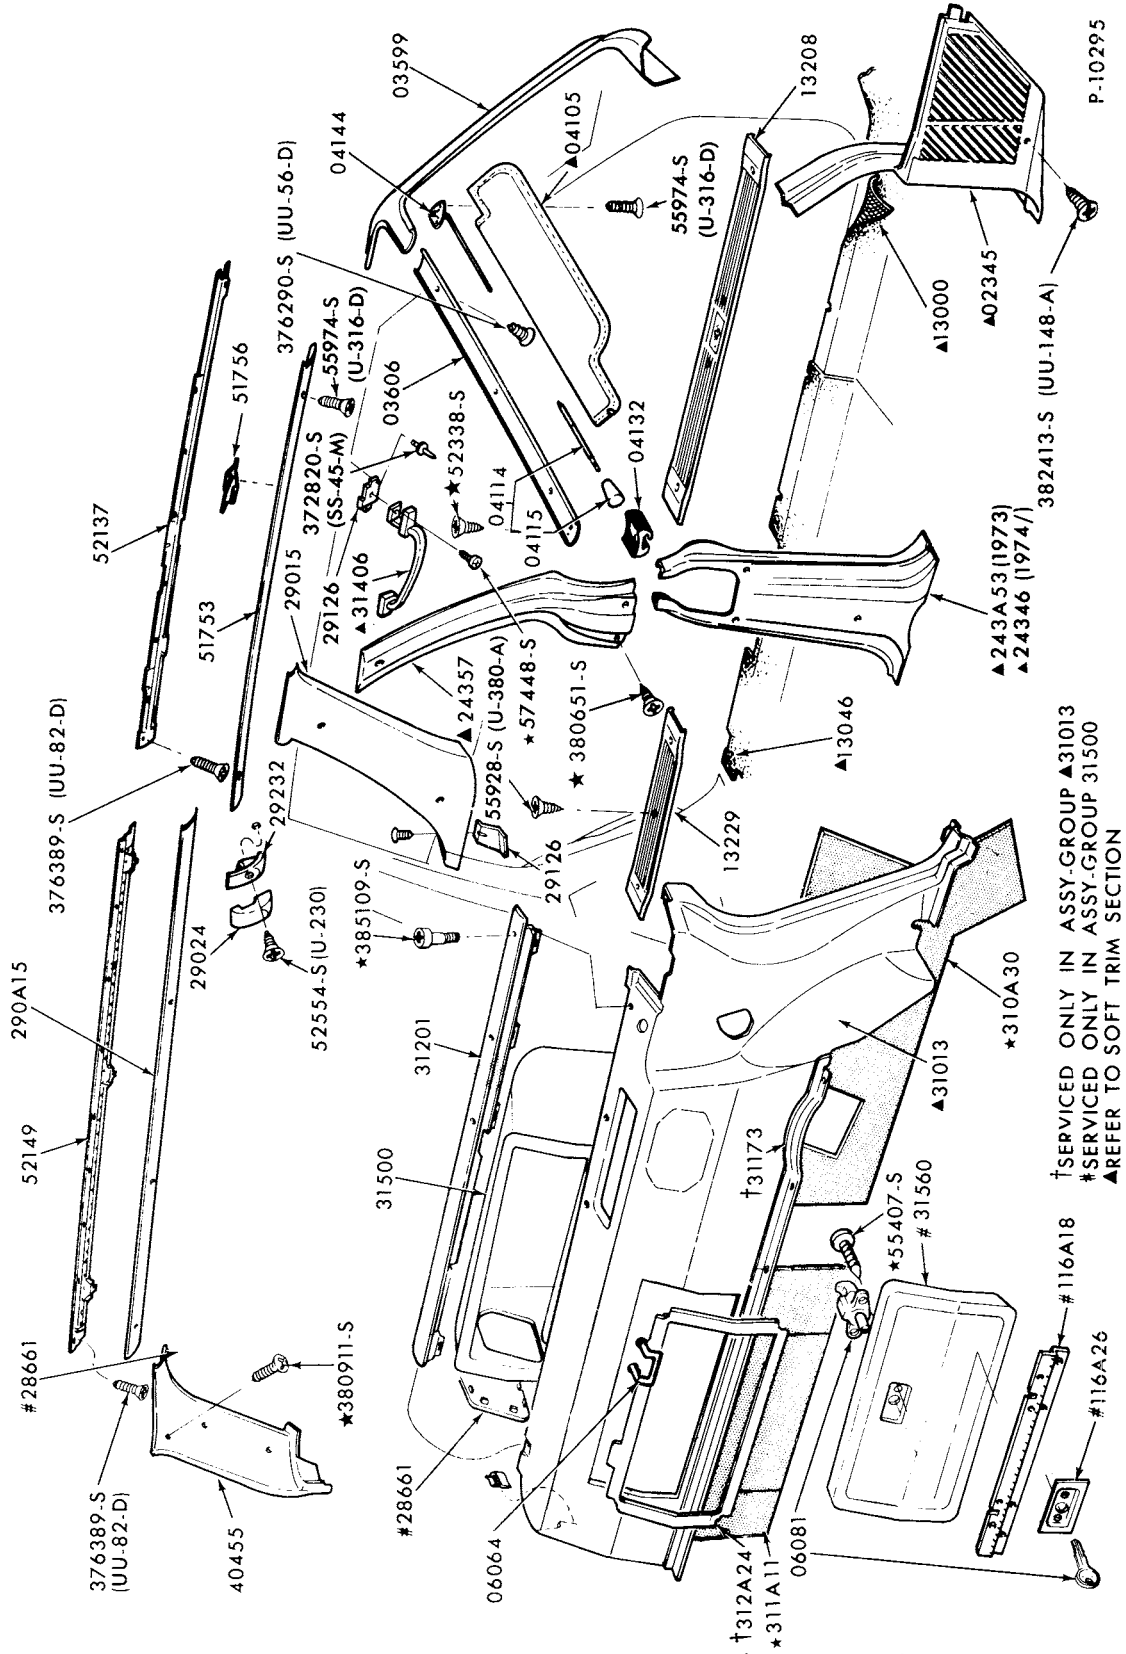 03599
04144
376290-S (UU-56-D)
▲04105
13208
P-10295
55974-S
(U-316-D)
51756
52137
55974-S
(U-316-D)
03606
372820-S
(SS-45-M)
★52338-S
04114
04115
04132
▲13000
▲02345
382413-S (UU-148-A)
51753
29015
29126
▲31406
▲24357
★57448-S
★380651-S
▲243A53 (1973)
▲24346 (1974/)
376389-S (UU-82-D)
29232
29024
52554-S (U-230)
55928-S (U-380-A)
29126
13229
▲13046
290A15
52149
★385109-S
31201
31500
†31173
▲31013
★310A30
#28661
★380911-S
376389-S
(UU-82-D)
40455
#28661
06064
†312A24
★311A11
06081
★55407-S
#31560
#116A18
#116A26
†SERVICED ONLY IN ASSY-GROUP ▲31013
#SERVICED ONLY IN ASSY-GROUP 31500
▲REFER TO SOFT TRIM SECTION